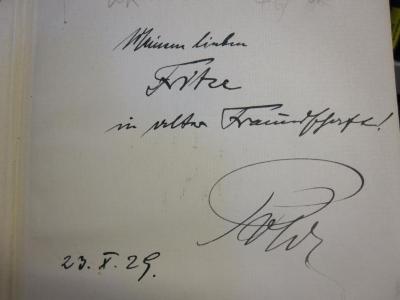 Meinem lieben
Fritze
in alter Freundschaft!
23. X. 29.